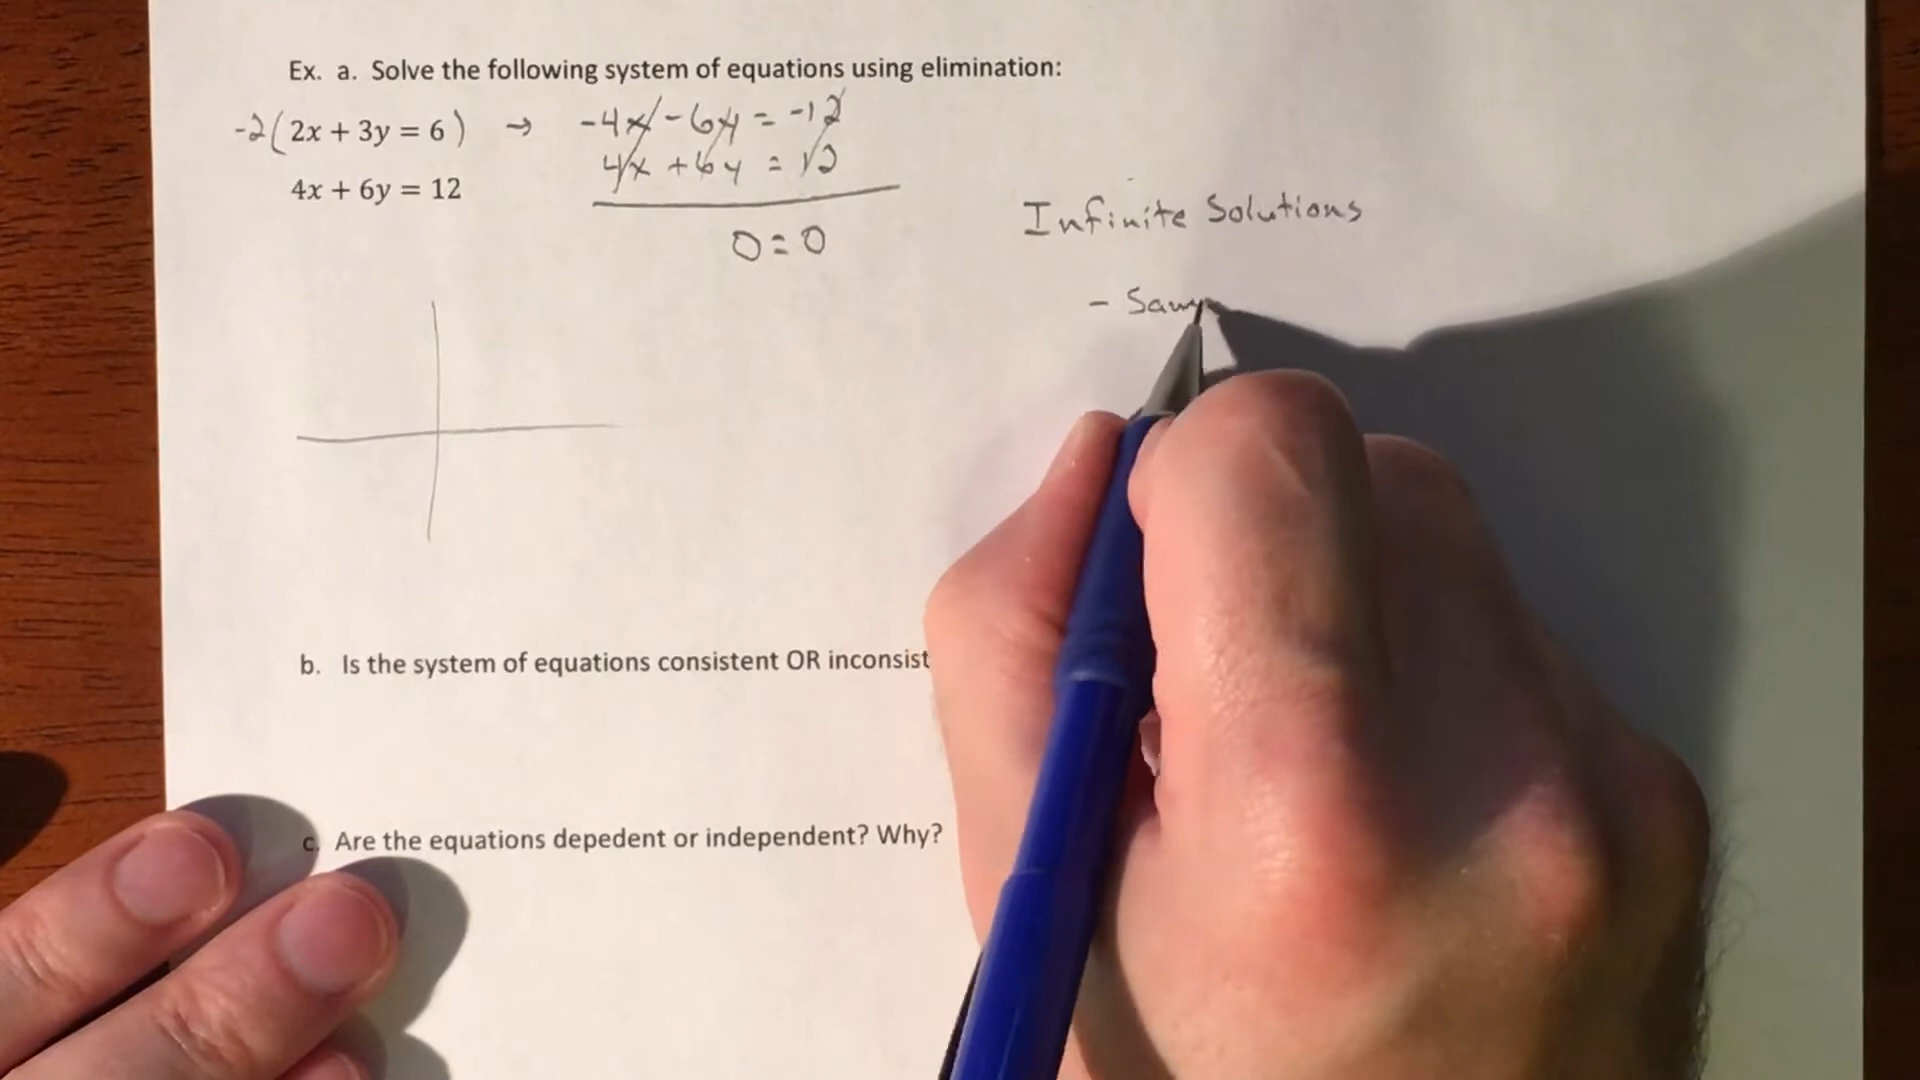 Ex. a. Solve the following system of equations using elimination:
-2(2x + 3y = 6) → -4x - 6y = -12
4x + 6y = 12
4x + 6y = 12
0 = 0
Infinite Solutions
- Sam
b. Is the system of equations consistent OR inconsist
c. Are the equations depedent or independent? Why?